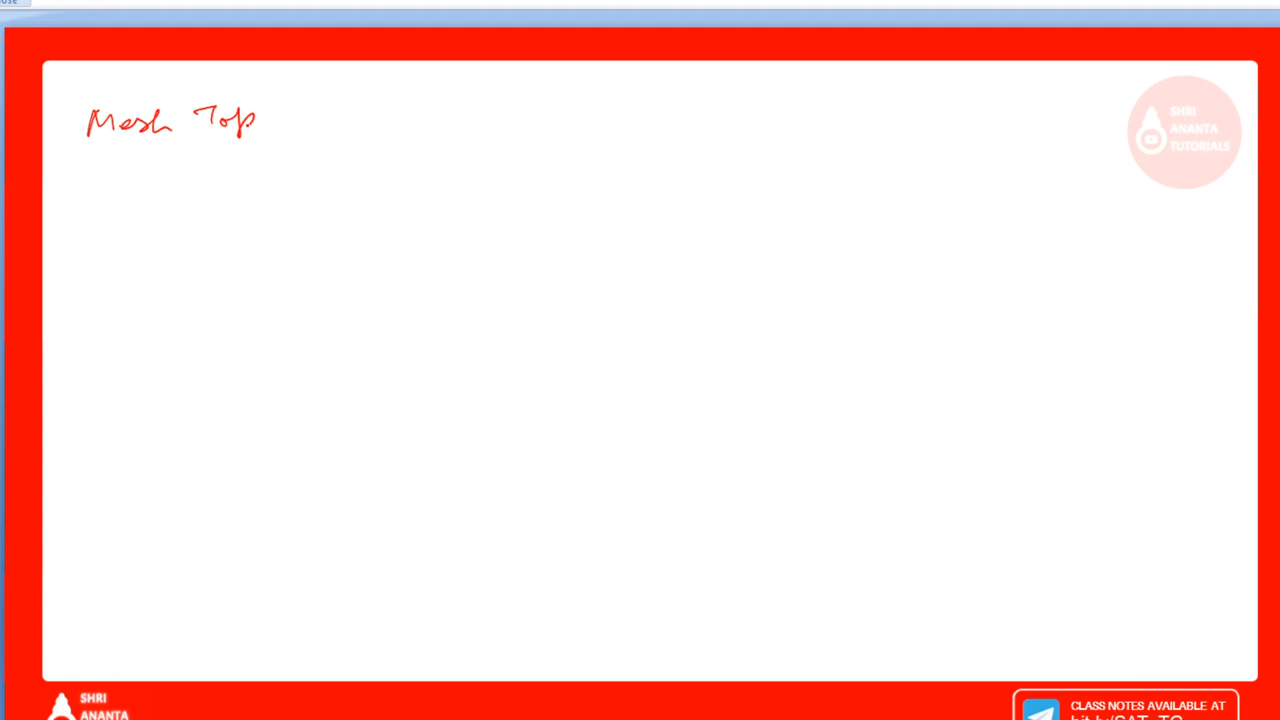 Mesh Top
SHRI
ANANTA
TUTORIALS
SHRI
ANANTA
CLASS NOTES AVAILABLE AT